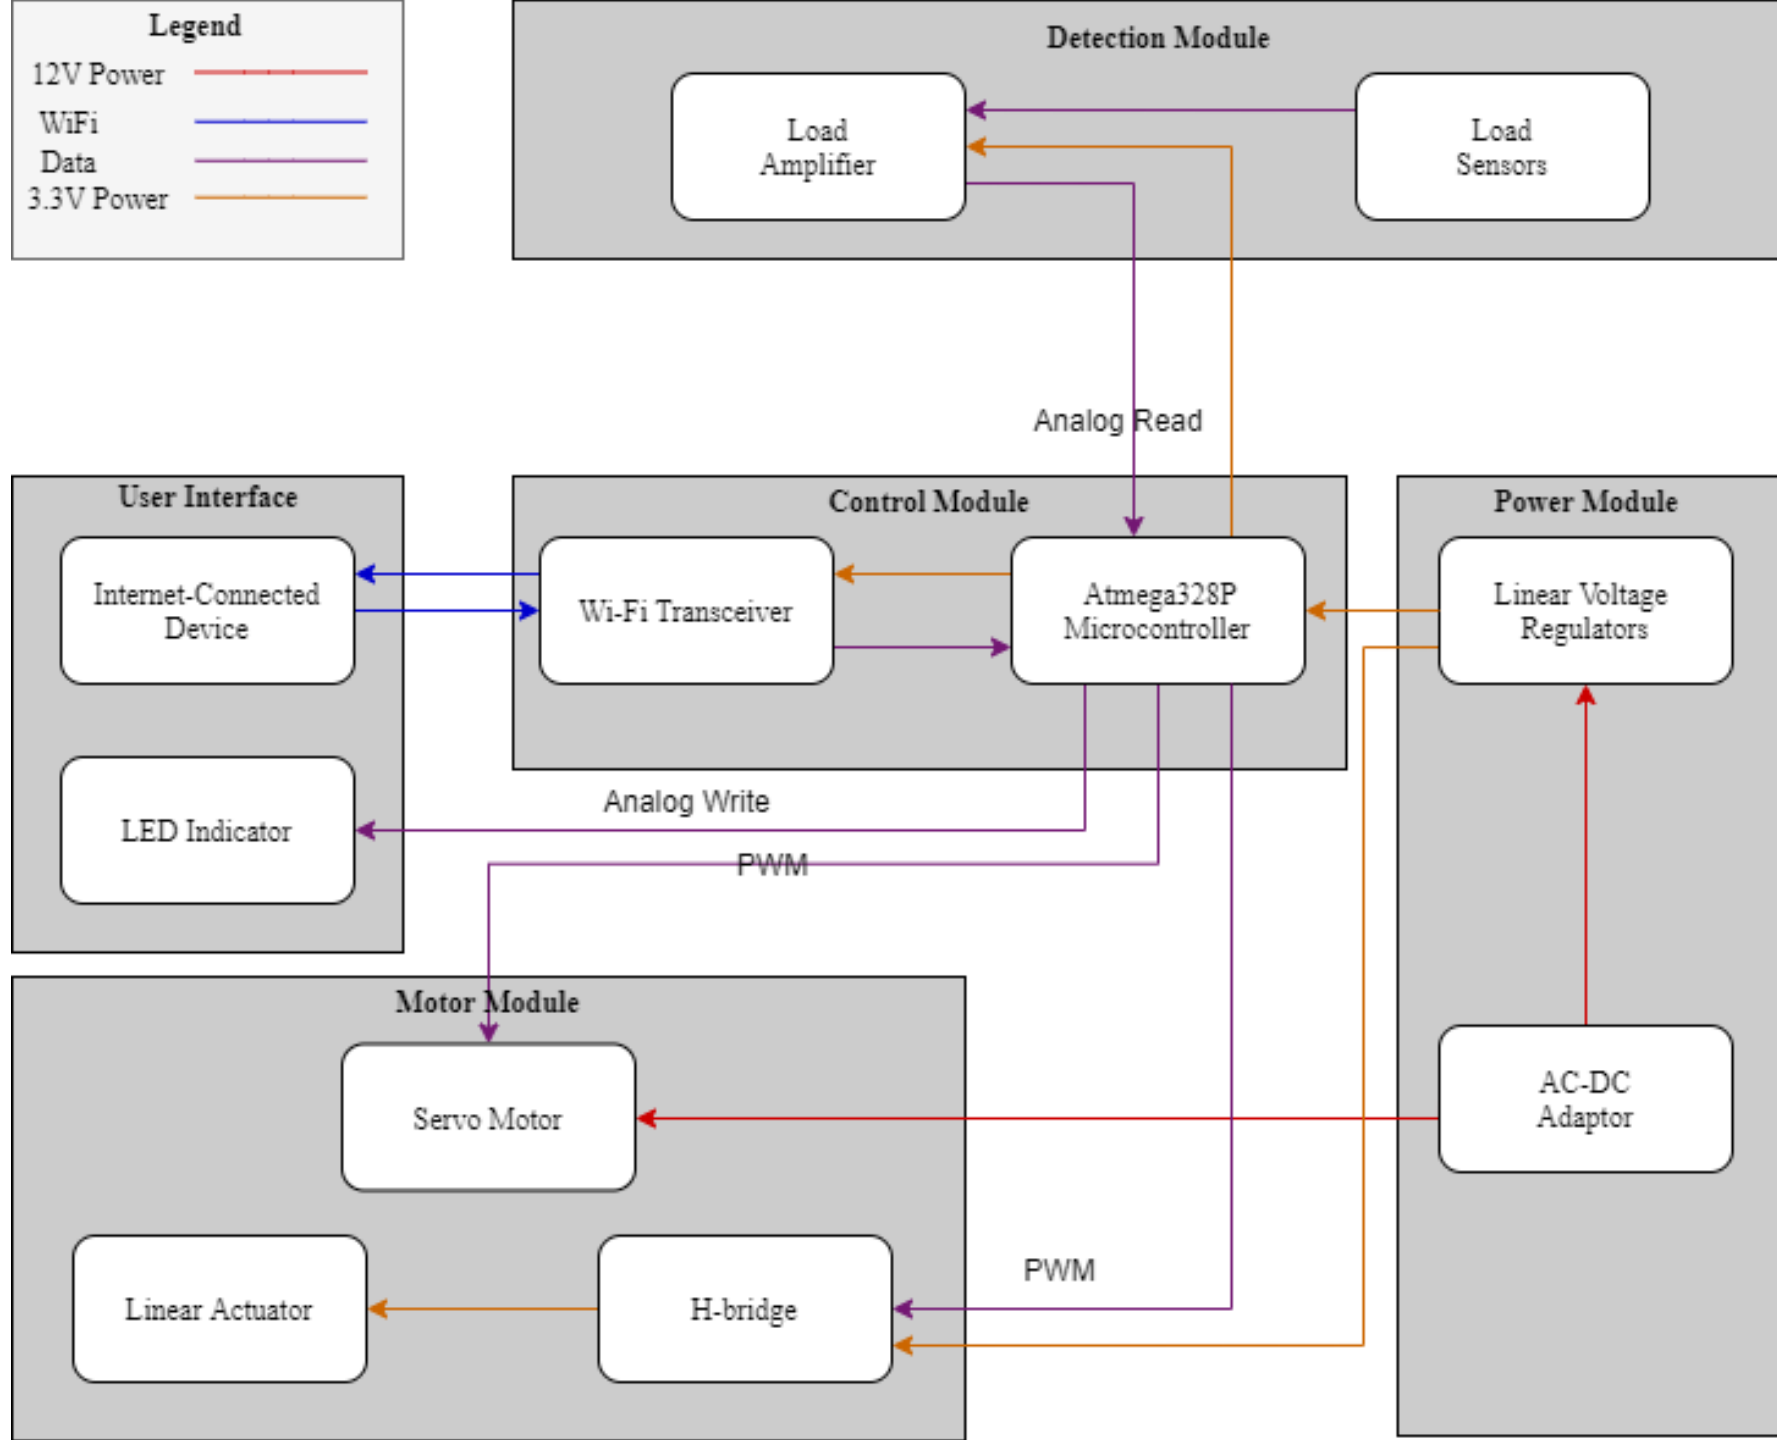 Legend
12V Power
WiFi
Data
3.3V Power
Detection Module
Load
Amplifier
Load
Sensors
Analog Read
User Interface
Internet-Connected
Device
LED Indicator
Control Module
Wi-Fi Transceiver
Atmega328P
Microcontroller
Power Module
Linear Voltage
Regulators
AC-DC
Adaptor
Analog Write
PWM
Motor Module
Servo Motor
Linear Actuator
H-bridge
PWM